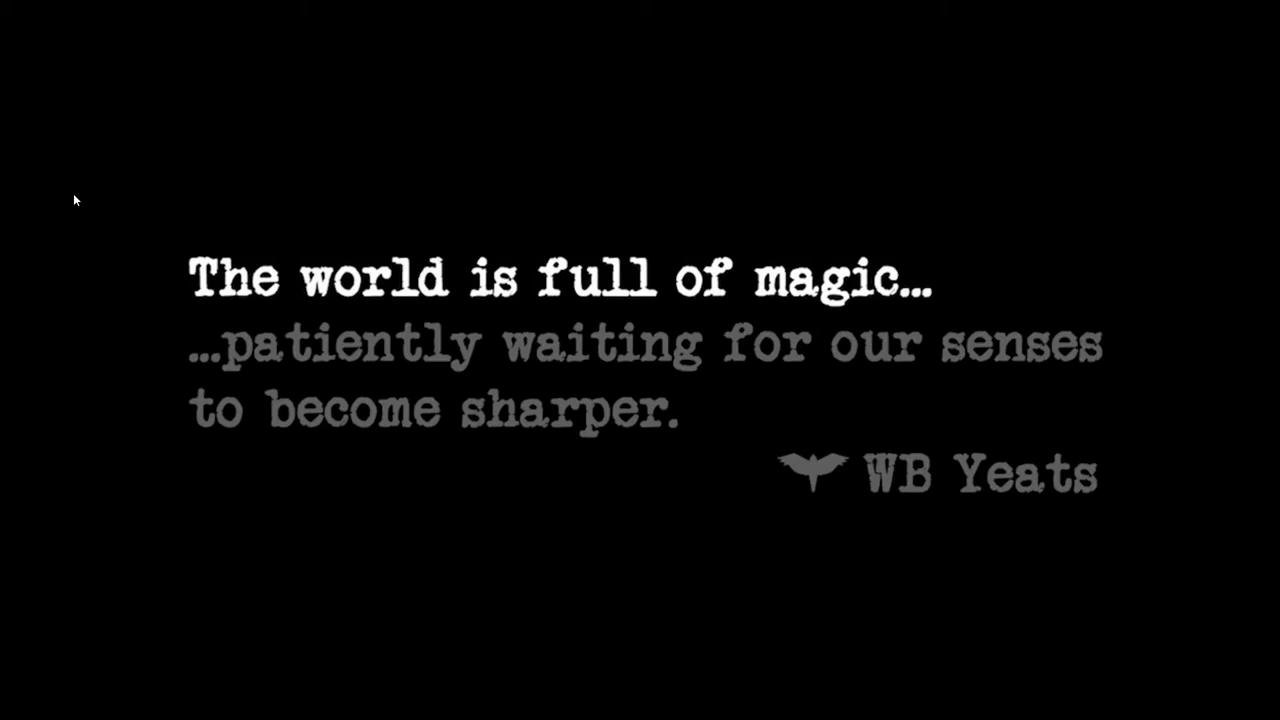 The world is full of magic...
...patiently waiting for our senses
to become sharper.
WB Yeats